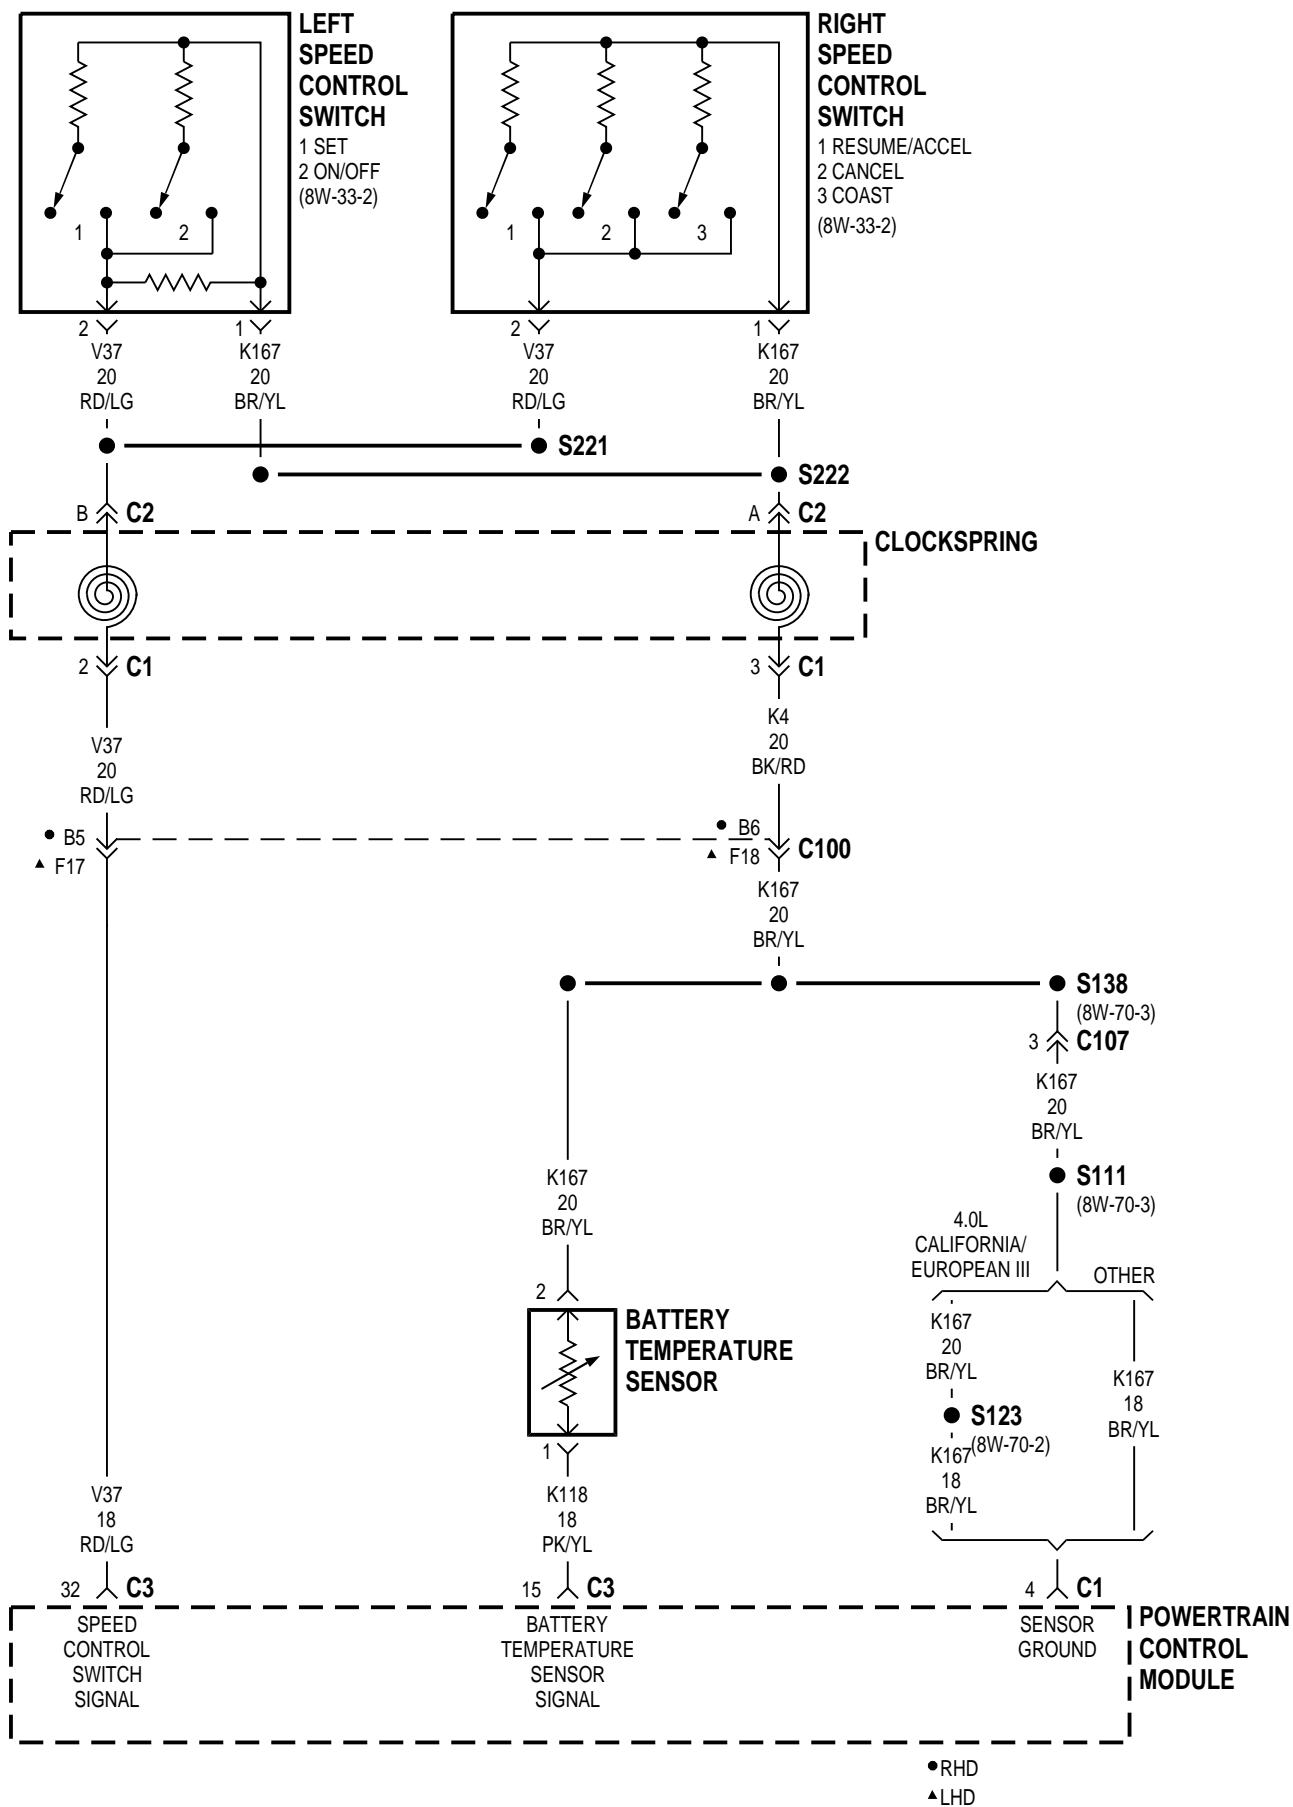 LEFT
SPEED
CONTROL
SWITCH
1 SET
2 ON/OFF
(8W-33-2)
RIGHT
SPEED
CONTROL
SWITCH
1 RESUME/ACCEL
2 CANCEL
3 COAST
(8W-33-2)
1
2
1
2
3
2
1
2
1
V37
20
RD/LG
K167
20
BR/YL
V37
20
RD/LG
K167
20
BR/YL
S221
S222
B
C2
A
C2
CLOCKSPRING
2
C1
3
C1
V37
20
RD/LG
K4
20
BK/RD
B5
F17
B6
F18
C100
K167
20
BR/YL
S138
(8W-70-3)
3
C107
K167
20
BR/YL
S111
(8W-70-3)
K167
20
BR/YL
4.0L
CALIFORNIA/
EUROPEAN III
OTHER
2
BATTERY
TEMPERATURE
SENSOR
1
K167
20
BR/YL
S123
(8W-70-2)
K167
18
BR/YL
K167
18
BR/YL
V37
18
RD/LG
K118
18
PK/YL
32
C3
15
C3
4
C1
SPEED
CONTROL
SWITCH
SIGNAL
BATTERY
TEMPERATURE
SENSOR
SIGNAL
SENSOR
GROUND
POWERTRAIN
CONTROL
MODULE
RHD
LHD